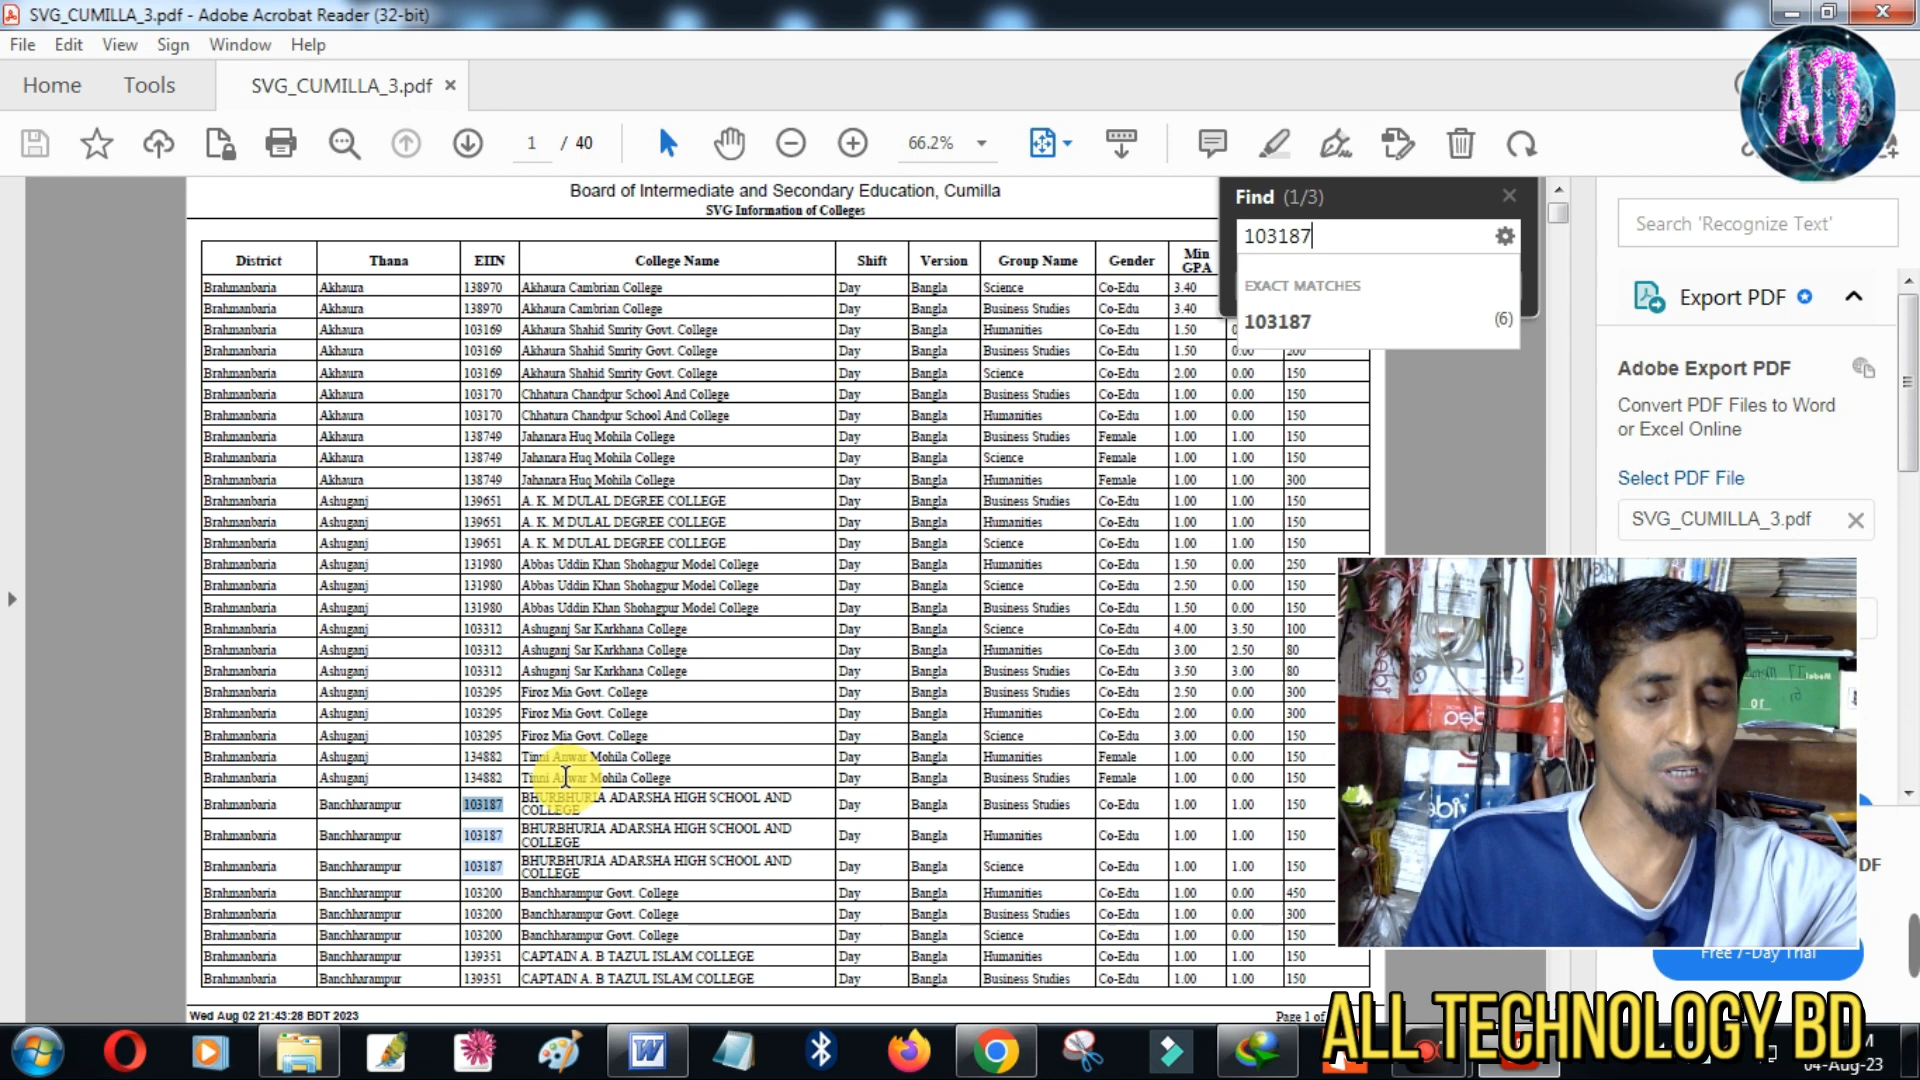 SVG_CUMILLA_3.pdf - Adobe Acrobat Reader (32-bit)
File Edit View Sign Window Help
Home Tools SVG_CUMILLA_3.pdf
1 / 40 66.2%
Board of Intermediate and Secondary Education, Cumilla
SVG Information of Colleges
Find (1/3)
103187
EXACT MATCHES
103187 (6)
District Thana EIIN College Name Shift Version Group Name Gender Min GPA
Brahmanbaria Akhaura 138970 Akhaura Cambrian College Day Bangla Science Co-Edu 3.40
Brahmanbaria Akhaura 138970 Akhaura Cambrian College Day Bangla Business Studies Co-Edu 3.40
Brahmanbaria Akhaura 103169 Akhaura Shahid Smrity Govt. College Day Bangla Humanities Co-Edu 1.50
Brahmanbaria Akhaura 103169 Akhaura Shahid Smrity Govt. College Day Bangla Business Studies Co-Edu 1.50 0.00 200
Brahmanbaria Akhaura 103169 Akhaura Shahid Smrity Govt. College Day Bangla Science Co-Edu 2.00 0.00 150
Brahmanbaria Akhaura 103170 Chhatura Chandpur School And College Day Bangla Business Studies Co-Edu 1.00 0.00 150
Brahmanbaria Akhaura 103170 Chhatura Chandpur School And College Day Bangla Humanities Co-Edu 1.00 0.00 150
Brahmanbaria Akhaura 138749 Jahanara Huq Mohila College Day Bangla Business Studies Female 1.00 1.00 150
Brahmanbaria Akhaura 138749 Jahanara Huq Mohila College Day Bangla Science Female 1.00 1.00 150
Brahmanbaria Akhaura 138749 Jahanara Huq Mohila College Day Bangla Humanities Female 1.00 1.00 300
Brahmanbaria Ashuganj 139651 A. K. M DULAL DEGREE COLLEGE Day Bangla Business Studies Co-Edu 1.00 1.00 150
Brahmanbaria Ashuganj 139651 A. K. M DULAL DEGREE COLLEGE Day Bangla Humanities Co-Edu 1.00 1.00 150
Brahmanbaria Ashuganj 139651 A. K. M DULAL DEGREE COLLEGE Day Bangla Science Co-Edu 1.00 1.00 150
Brahmanbaria Ashuganj 131980 Abbas Uddin Khan Shohagpur Model College Day Bangla Humanities Co-Edu 1.50 0.00 250
Brahmanbaria Ashuganj 131980 Abbas Uddin Khan Shohagpur Model College Day Bangla Science Co-Edu 2.50 0.00 150
Brahmanbaria Ashuganj 131980 Abbas Uddin Khan Shohagpur Model College Day Bangla Business Studies Co-Edu 1.50 0.00 150
Brahmanbaria Ashuganj 103312 Ashuganj Sar Karkhana College Day Bangla Science Co-Edu 4.00 3.50 100
Brahmanbaria Ashuganj 103312 Ashuganj Sar Karkhana College Day Bangla Humanities Co-Edu 3.00 2.50 80
Brahmanbaria Ashuganj 103312 Ashuganj Sar Karkhana College Day Bangla Business Studies Co-Edu 3.50 3.00 80
Brahmanbaria Ashuganj 103295 Firoz Mia Govt. College Day Bangla Business Studies Co-Edu 2.50 0.00 300
Brahmanbaria Ashuganj 103295 Firoz Mia Govt. College Day Bangla Humanities Co-Edu 2.00 0.00 300
Brahmanbaria Ashuganj 103295 Firoz Mia Govt. College Day Bangla Science Co-Edu 3.00 0.00 150
Brahmanbaria Ashuganj 134882 Tinni Anwar Mohila College Day Bangla Humanities Female 1.00 0.00 150
Brahmanbaria Ashuganj 134882 Tinni Anwar Mohila College Day Bangla Business Studies Female 1.00 0.00 150
Brahmanbaria Banchharampur 103187 BHURBHURIA ADARSHA HIGH SCHOOL AND COLLEGE Day Bangla Business Studies Co-Edu 1.00 1.00 150
Brahmanbaria Banchharampur 103187 BHURBHURIA ADARSHA HIGH SCHOOL AND COLLEGE Day Bangla Humanities Co-Edu 1.00 1.00 150
Brahmanbaria Banchharampur 103187 BHURBHURIA ADARSHA HIGH SCHOOL AND COLLEGE Day Bangla Science Co-Edu 1.00 1.00 150
Brahmanbaria Banchharampur 103200 Banchharampur Govt. College Day Bangla Humanities Co-Edu 1.00 0.00 450
Brahmanbaria Banchharampur 103200 Banchharampur Govt. College Day Bangla Business Studies Co-Edu 1.00 0.00 300
Brahmanbaria Banchharampur 103200 Banchharampur Govt. College Day Bangla Science Co-Edu 1.00 0.00 150
Brahmanbaria Banchharampur 139351 CAPTAIN A. B TAZUL ISLAM COLLEGE Day Bangla Humanities Co-Edu 1.00 1.00 150
Brahmanbaria Banchharampur 139351 CAPTAIN A. B TAZUL ISLAM COLLEGE Day Bangla Business Studies Co-Edu 1.00 1.00 150
Wed Aug 02 21:43:28 BDT 2023 Page 1 of
Search 'Recognize Text'
Export PDF
Adobe Export PDF
Convert PDF Files to Word
or Excel Online
Select PDF File
SVG_CUMILLA_3.pdf
DF
Free 7-Day Trial
ATB
ALL TECHNOLOGY BD
04-Aug-23